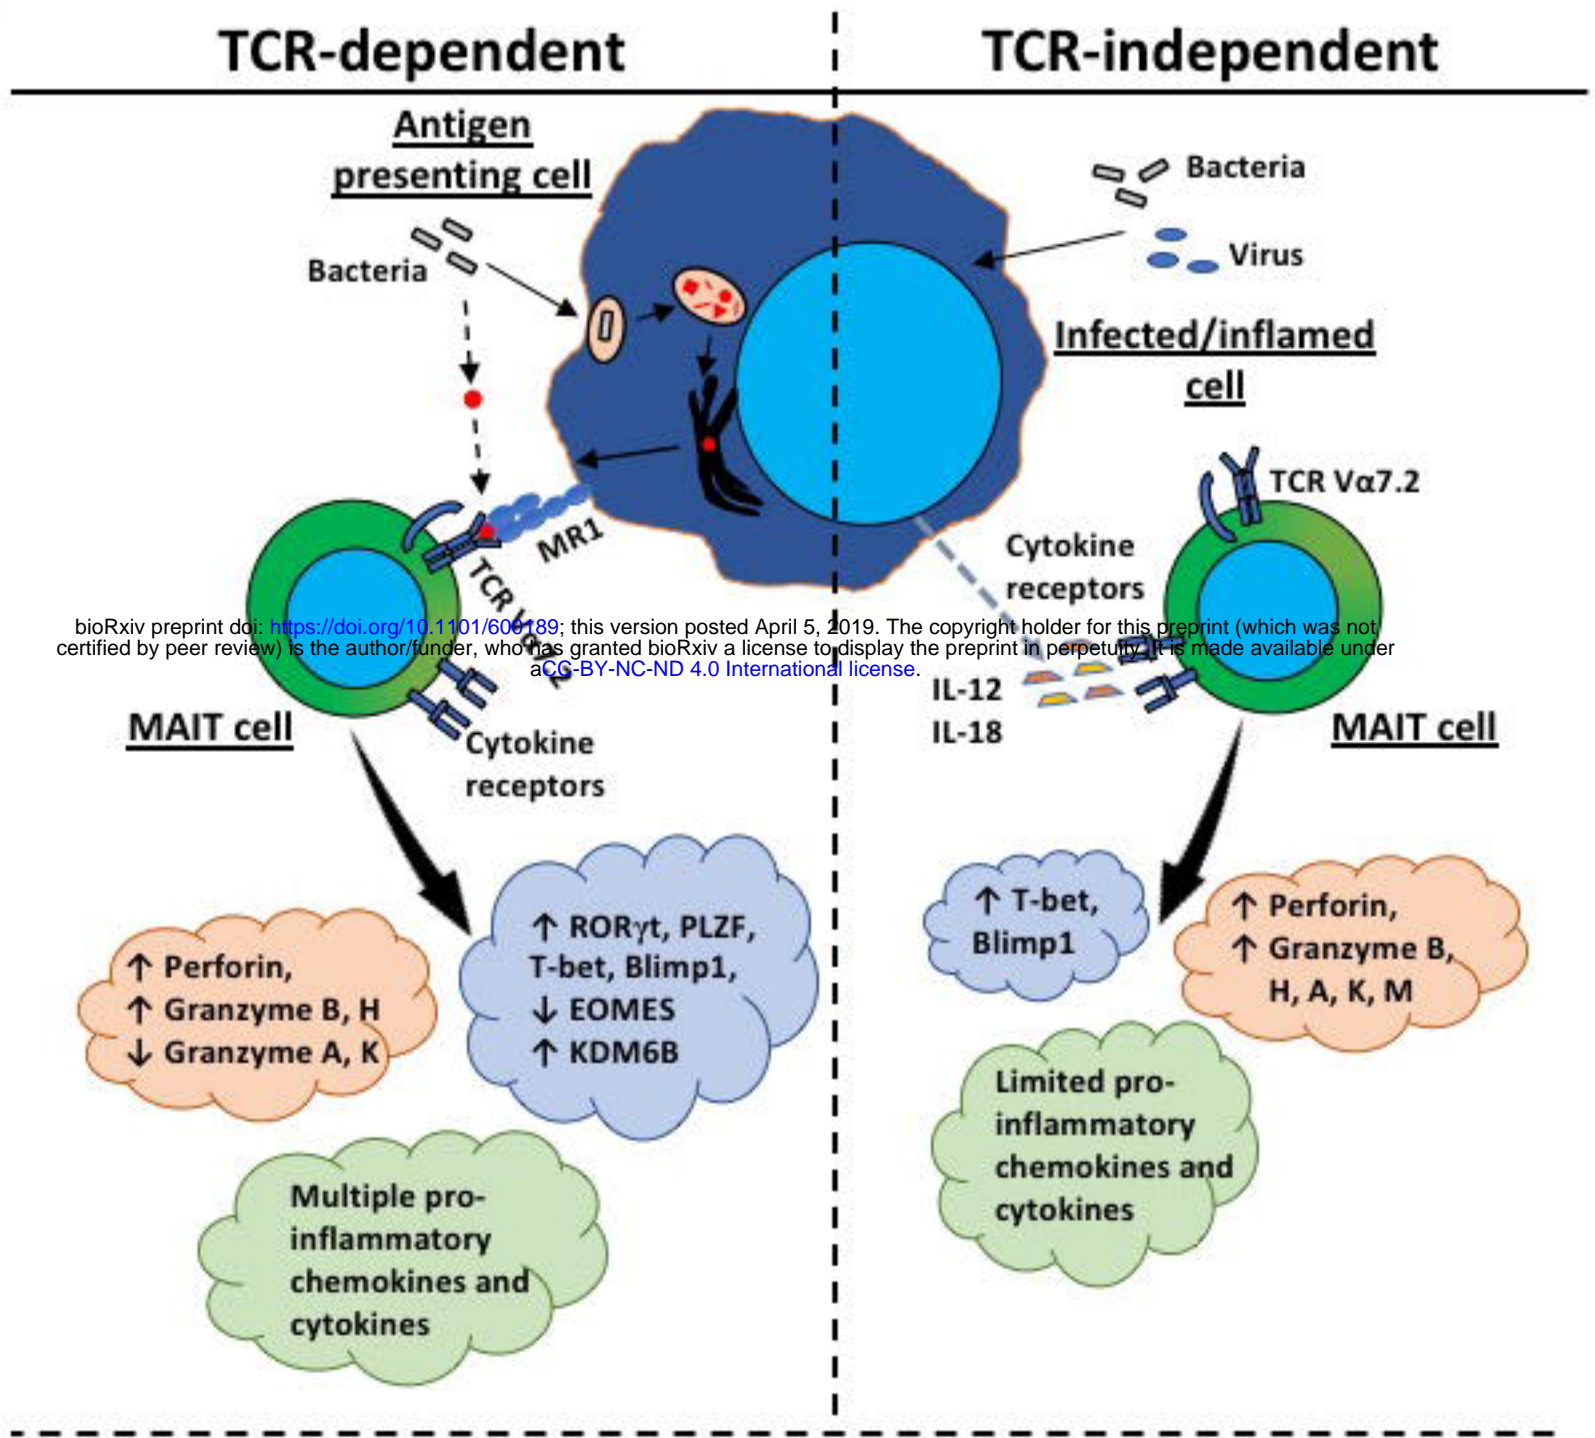 TCR-dependent
TCR-independent
Antigen
presenting cell
Bacteria
MR1
TCR Vα7.2
MAIT cell
Cytokine
receptors
Bacteria
Virus
Infected/inflamed
cell
TCR Vα7.2
Cytokine
receptors
IL-12
IL-18
MAIT cell
bioRxiv preprint doi: https://doi.org/10.1101/600189; this version posted April 5, 2019. The copyright holder for this preprint (which was not
certified by peer review) is the author/funder, who has granted bioRxiv a license to display the preprint in perpetuity. It is made available under
aCC-BY-NC-ND 4.0 International license.
↑ Perforin,
↑ Granzyme B, H
↓ Granzyme A, K
↑ RORγt, PLZF,
T-bet, Blimp1,
↓ EOMES
↑ KDM6B
Multiple pro-
inflammatory
chemokines and
cytokines
↑ T-bet,
Blimp1
↑ Perforin,
↑ Granzyme B,
H, A, K, M
Limited pro-
inflammatory
chemokines and
cytokines